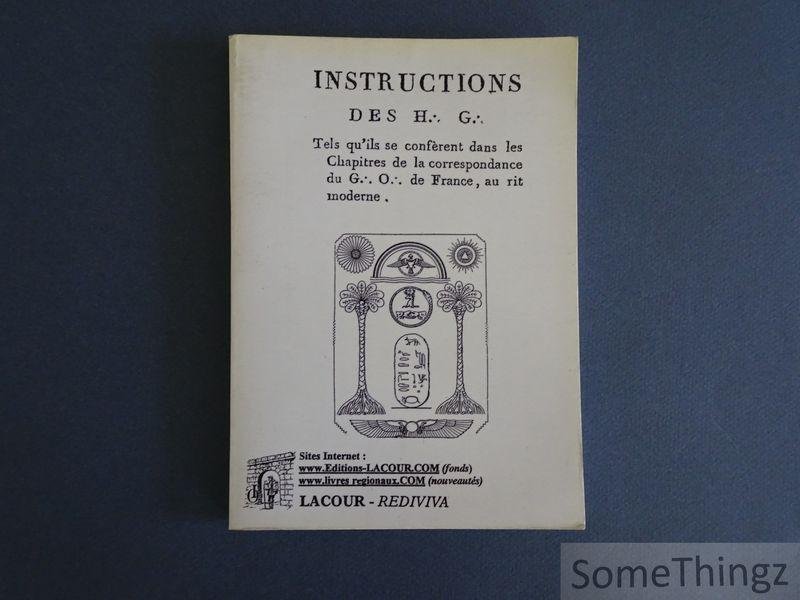 INSTRUCTIONS
DES H∴ G∴
Tels qu'ils se confèrent dans les
Chapitres de la correspondance
du G∴ O∴ de France, au rit
moderne.
Sites Internet :
www.Editions-LACOUR.COM (fonds)
www.livres regionaux.COM (nouveautés)
LACOUR - REDIVIVA
SomeThingz